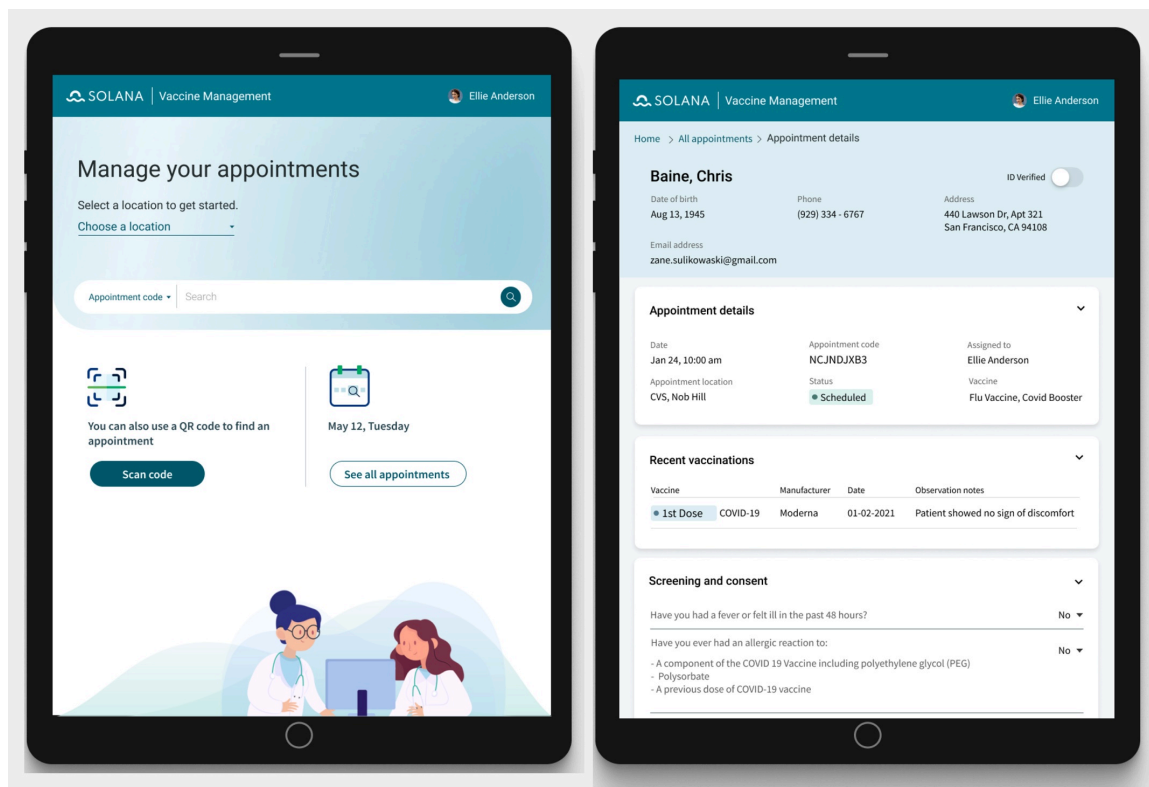 SOLANA | Vaccine Management
Ellie Anderson
Manage your appointments
Select a location to get started.
Choose a location
Appointment code
Search
You can also use a QR code to find an
appointment
Scan code
May 12, Tuesday
See all appointments
SOLANA | Vaccine Management
Ellie Anderson
Home > All appointments > Appointment details
Baine, Chris
ID Verified
Date of birth
Phone
Address
Aug 13, 1945
(929) 334 - 6767
440 Lawson Dr, Apt 321
San Francisco, CA 94108
Email address
zane.sulikowaski@gmail.com
Appointment details
Date
Appointment code
Assigned to
Jan 24, 10:00 am
NCJNDJXB3
Ellie Anderson
Appointment location
Status
Vaccine
CVS, Nob Hill
Scheduled
Flu Vaccine, Covid Booster
Recent vaccinations
Vaccine
Manufacturer
Date
Observation notes
1st Dose
COVID-19
Moderna
01-02-2021
Patient showed no sign of discomfort
Screening and consent
Have you had a fever or felt ill in the past 48 hours?
No
Have you ever had an allergic reaction to:
No
- A component of the COVID 19 Vaccine including polyethylene glycol (PEG)
- Polysorbate
- A previous dose of COVID-19 vaccine